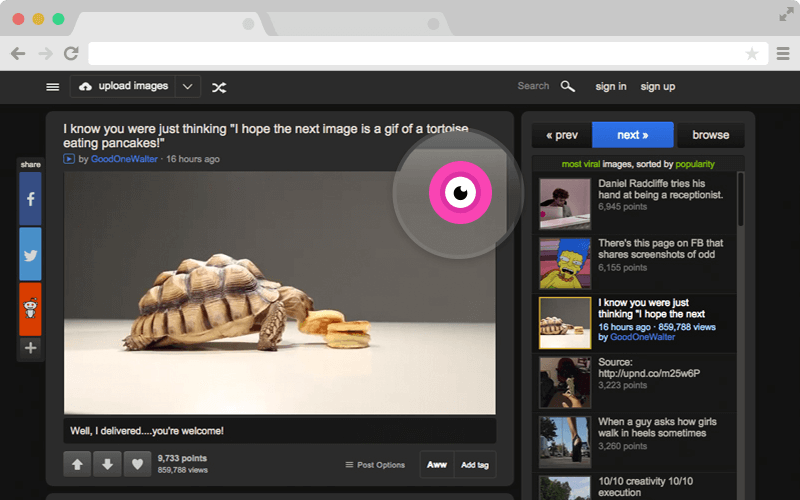 upload images
Search
sign in
sign up
I know you were just thinking "I hope the next image is a gif of a tortoise
eating pancakes!"
by GoodOneWalter · 16 hours ago
share
Well, I delivered....you're welcome!
9,733 points
859,788 views
Post Options
Aww
Add tag
« prev
next »
browse
most viral images, sorted by popularity
Daniel Radcliffe tries his
hand at being a receptionist.
6,945 points
There's this page on FB that
shares screenshots of odd
6,155 points
I know you were just
thinking "I hope the next
16 hours ago · 859,788 views
by GoodOneWalter
Source:
http://upnd.co/m25w6P
3,223 points
When a guy asks how girls
walk in heels sometimes
3,260 points
10/10 creativity 10/10
execution